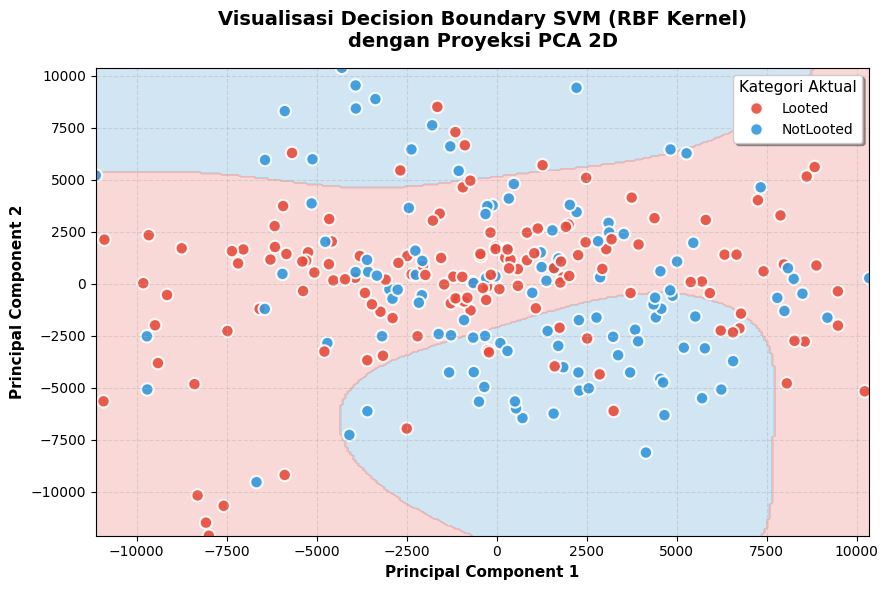 Visualisasi Decision Boundary SVM (RBF Kernel)
dengan Proyeksi PCA 2D
Kategori Aktual
Looted
NotLooted
Principal Component 2
10000
7500
5000
2500
0
−2500
−5000
−7500
−10000
−10000 −7500 −5000 −2500 0 2500 5000 7500 10000
Principal Component 1